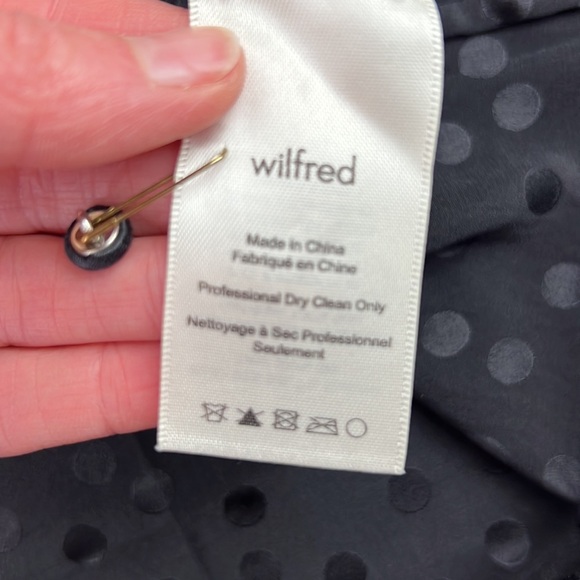 wilfred
Made in China
Fabriqué en Chine
Professional Dry Clean Only
Nettoyage à Sec Professionnel
Seulement